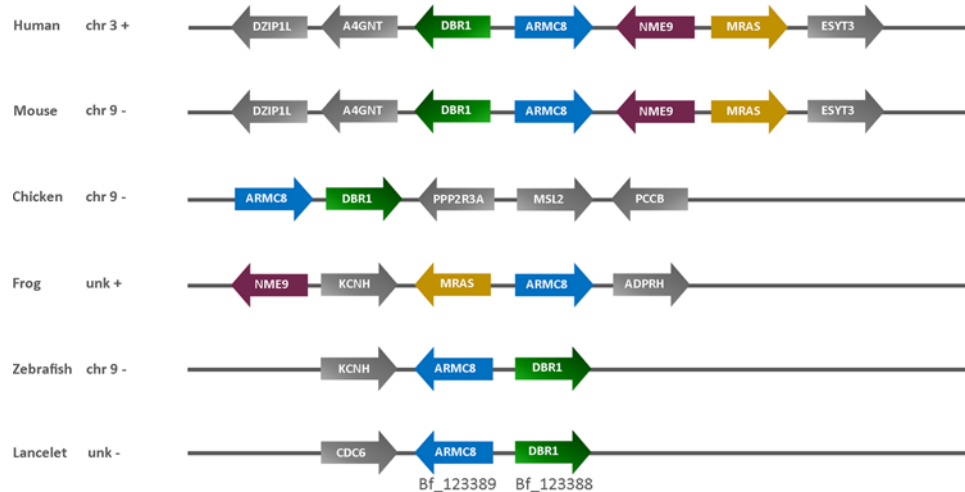 Human chr 3 + DZIP1L A4GNT DBR1 ARMC8 NME9 MRAS ESYT3
Mouse chr 9 - DZIP1L A4GNT DBR1 ARMC8 NME9 MRAS ESYT3
Chicken chr 9 - ARMC8 DBR1 PPP2R3A MSL2 PCCB
Frog unk + NME9 KCNH MRAS ARMC8 ADPRH
Zebrafish chr 9 - KCNH ARMC8 DBR1
Lancelet unk - CDC6 ARMC8 DBR1
Bf_123389 Bf_123388